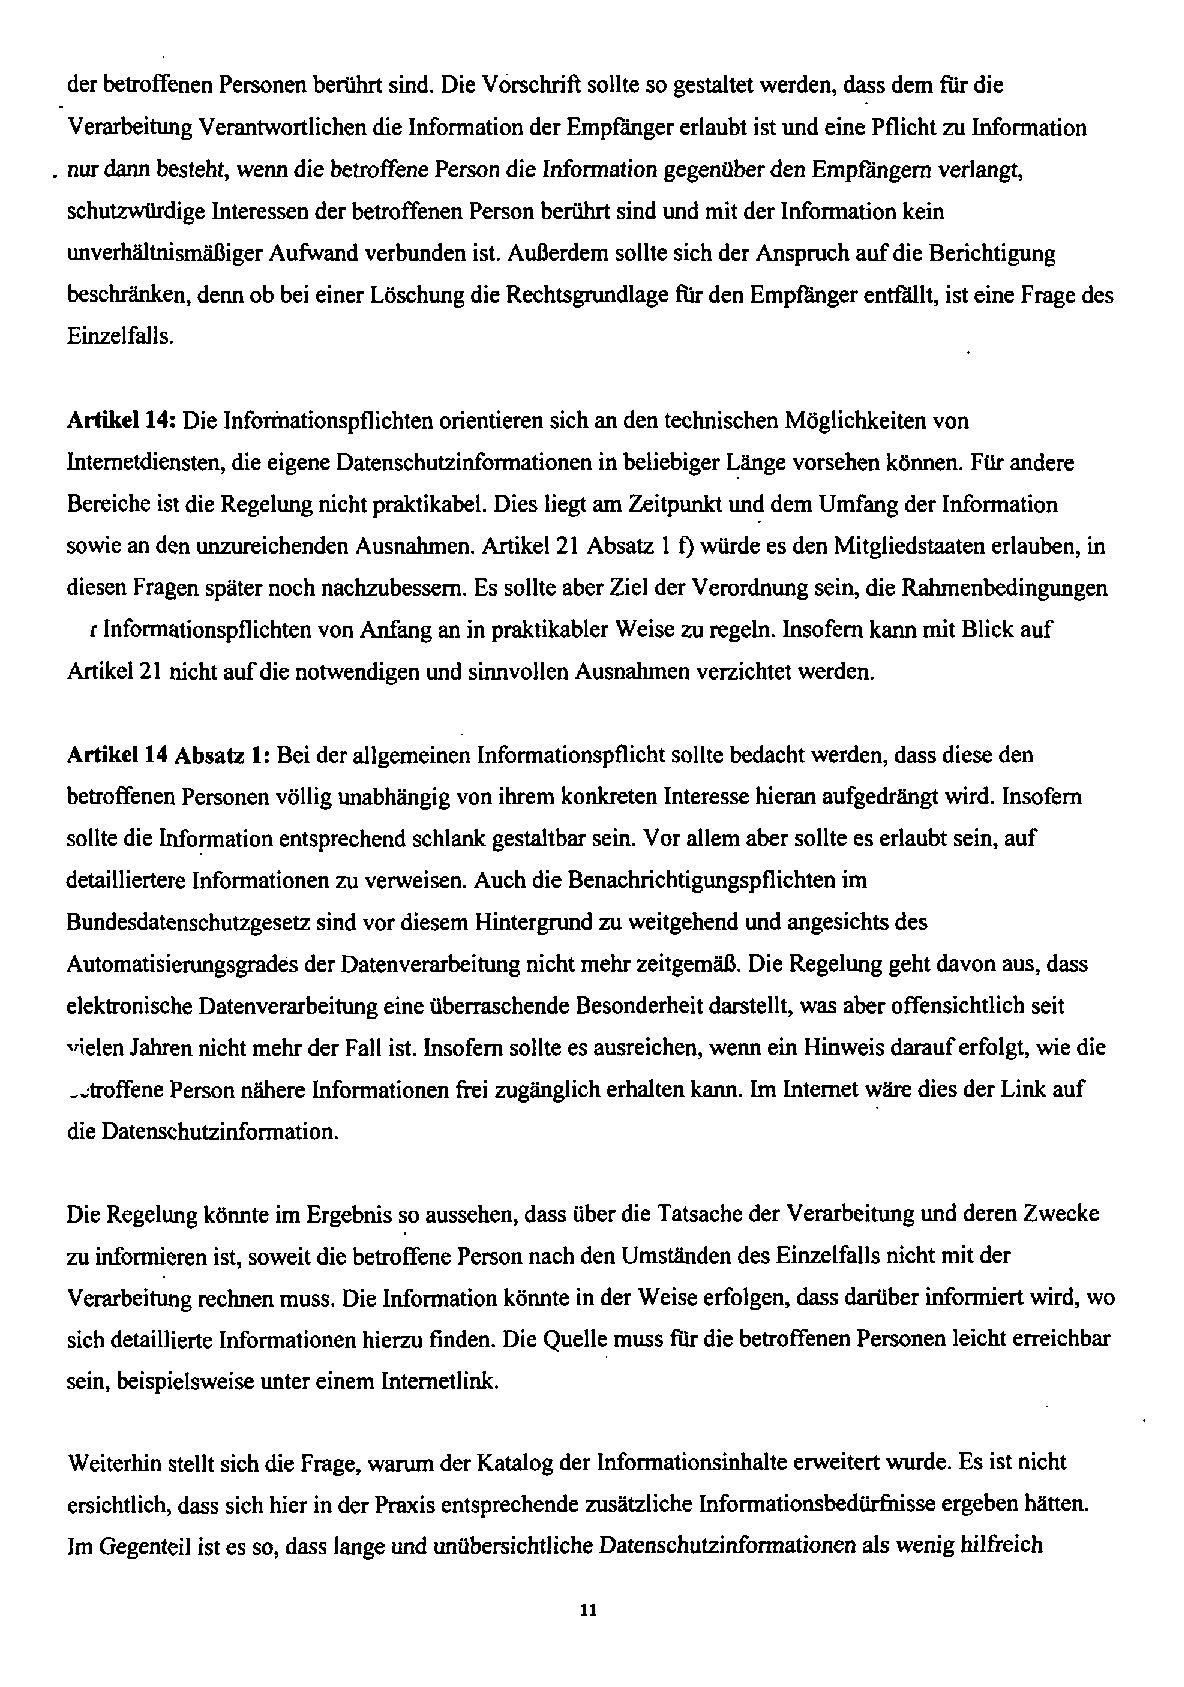 der betroffenen Personen berührt sind. Die Vorschrift sollte so gestaltet werden, dass dem für die
Verarbeitung Verantwortlichen die Information der Empfänger erlaubt ist und eine Pflicht zu Information
nur dann besteht, wenn die betroffene Person die Information gegenüber den Empfängern verlangt,
schutzwürdige Interessen der betroffenen Person berührt sind und mit der Information kein
unverhältnismäßiger Aufwand verbunden ist. Außerdem sollte sich der Anspruch auf die Berichtigung
beschränken, denn ob bei einer Löschung die Rechtsgrundlage für den Empfänger entfällt, ist eine Frage des
Einzelfalls.
Artikel 14: Die Informationspflichten orientieren sich an den technischen Möglichkeiten von
Internetdiensten, die eigene Datenschutzinformationen in beliebiger Länge vorsehen können. Für andere
Bereiche ist die Regelung nicht praktikabel. Dies liegt am Zeitpunkt und dem Umfang der Information
sowie an den unzureichenden Ausnahmen. Artikel 21 Absatz 1 f) würde es den Mitgliedstaaten erlauben, in
diesen Fragen später noch nachzubessern. Es sollte aber Ziel der Verordnung sein, die Rahmenbedingungen
r Informationspflichten von Anfang an in praktikabler Weise zu regeln. Insofern kann mit Blick auf
Artikel 21 nicht auf die notwendigen und sinnvollen Ausnahmen verzichtet werden.
Artikel 14 Absatz 1: Bei der allgemeinen Informationspflicht sollte bedacht werden, dass diese den
betroffenen Personen völlig unabhängig von ihrem konkreten Interesse hieran aufgedrängt wird. Insofern
sollte die Information entsprechend schlank gestaltbar sein. Vor allem aber sollte es erlaubt sein, auf
detailliertere Informationen zu verweisen. Auch die Benachrichtigungspflichten im
Bundesdatenschutzgesetz sind vor diesem Hintergrund zu weitgehend und angesichts des
Automatisierungsgrades der Datenverarbeitung nicht mehr zeitgemäß. Die Regelung geht davon aus, dass
elektronische Datenverarbeitung eine überraschende Besonderheit darstellt, was aber offensichtlich seit
vielen Jahren nicht mehr der Fall ist. Insofern sollte es ausreichen, wenn ein Hinweis darauf erfolgt, wie die
troffene Person nähere Informationen frei zugänglich erhalten kann. Im Internet wäre dies der Link auf
die Datenschutzinformation.
Die Regelung könnte im Ergebnis so aussehen, dass über die Tatsache der Verarbeitung und deren Zwecke
zu informieren ist, soweit die betroffene Person nach den Umständen des Einzelfalls nicht mit der
Verarbeitung rechnen muss. Die Information könnte in der Weise erfolgen, dass darüber informiert wird, wo
sich detaillierte Informationen hierzu finden. Die Quelle muss für die betroffenen Personen leicht erreichbar
sein, beispielsweise unter einem Internetlink.
Weiterhin stellt sich die Frage, warum der Katalog der Informationsinhalte erweitert wurde. Es ist nicht
ersichtlich, dass sich hier in der Praxis entsprechende zusätzliche Informationsbedürfnisse ergeben hätten.
Im Gegenteil ist es so, dass lange und unübersichtliche Datenschutzinformationen als wenig hilfreich
11